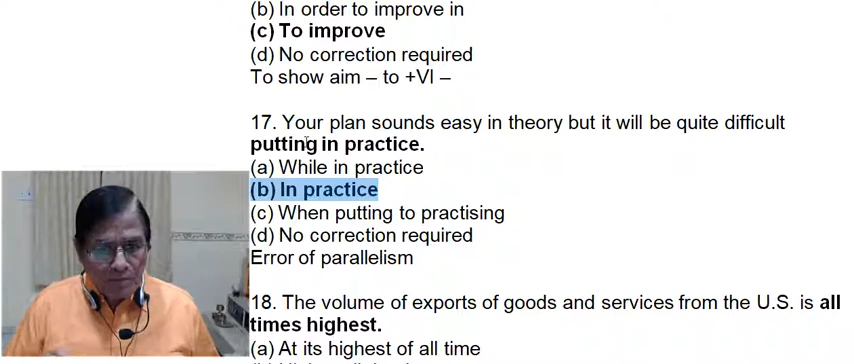 (b) In order to improve in
(c) To improve
(d) No correction required
To show aim – to +VI –
17. Your plan sounds easy in theory but it will be quite difficult
putting in practice.
(a) While in practice
(b) In practice
(c) When putting to practising
(d) No correction required
Error of parallelism
18. The volume of exports of goods and services from the U.S. is all
times highest.
(a) At its highest of all time